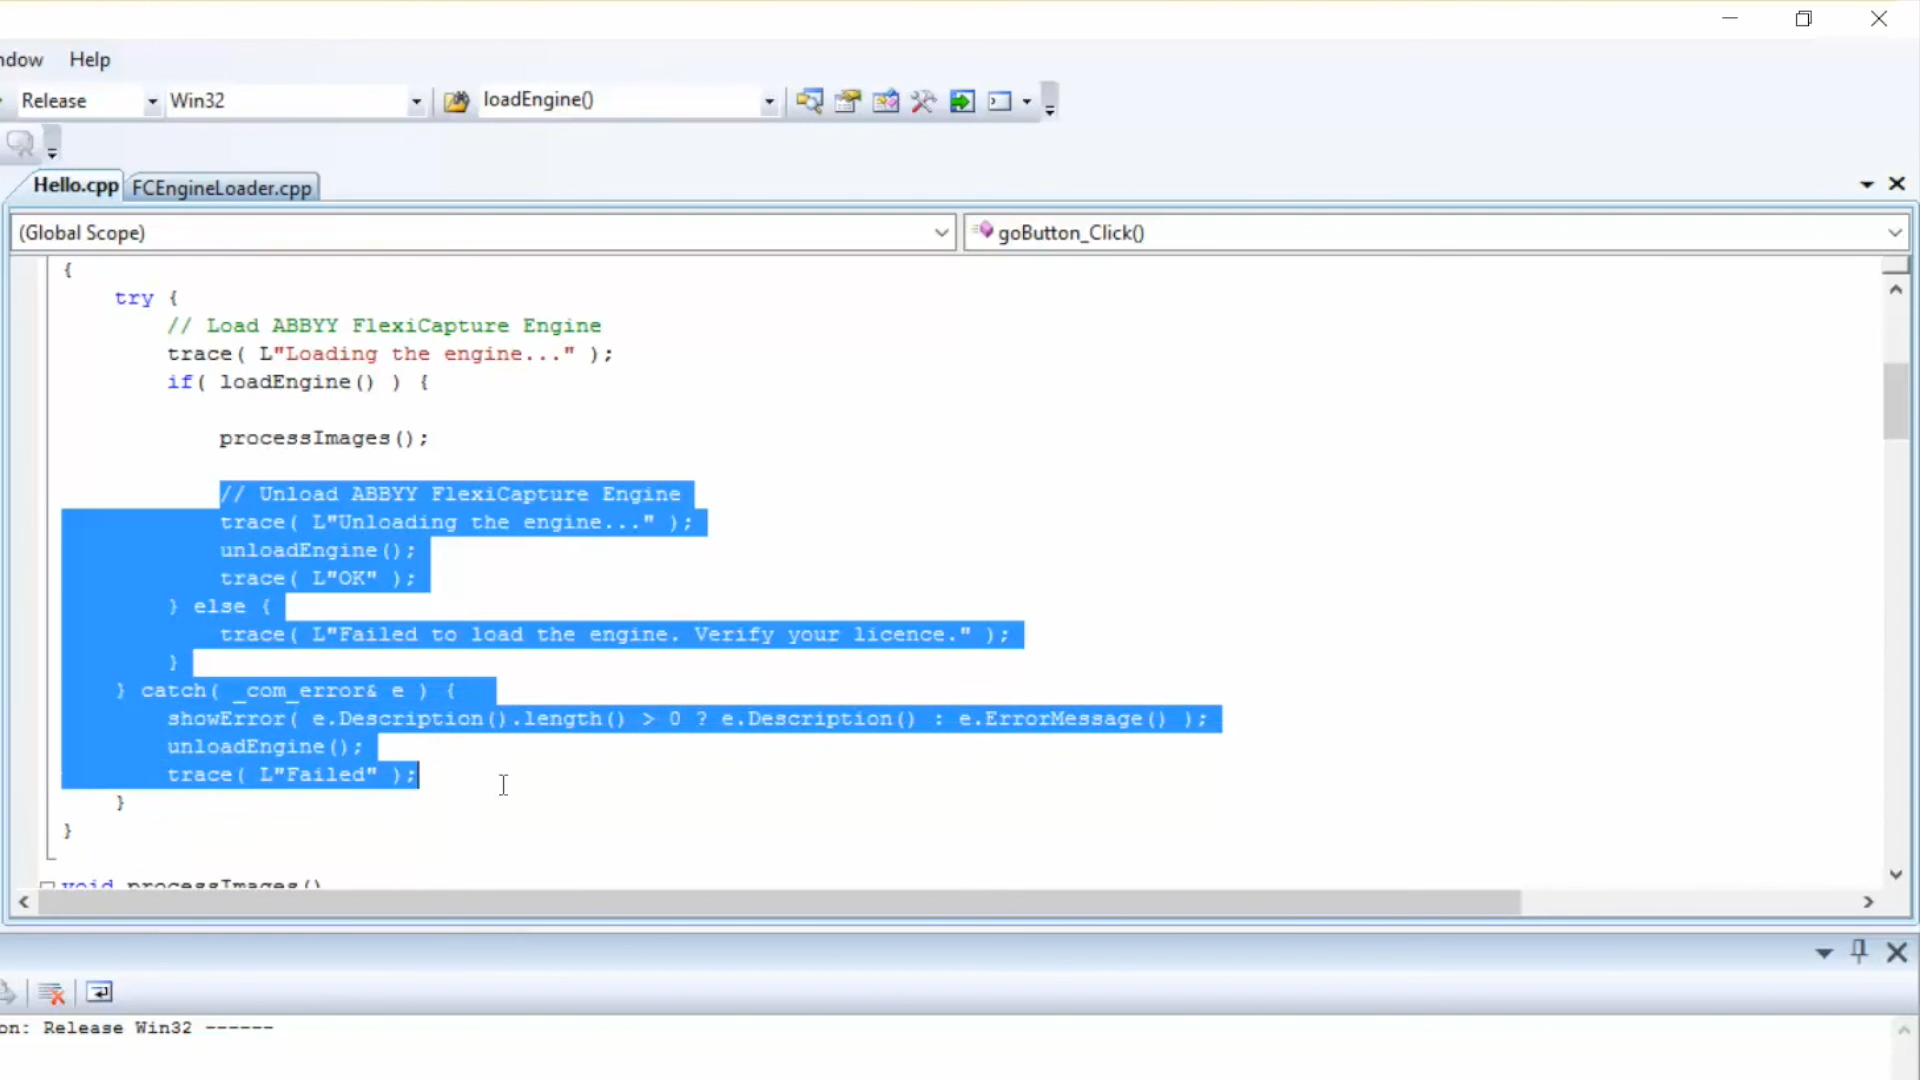 ndow Help
Release Win32 loadEngine()
Hello.cpp FCEngineLoader.cpp
(Global Scope) goButton_Click()
{
try {
// Load ABBYY FlexiCapture Engine
trace( L"Loading the engine..." );
if( loadEngine() ) {
processImages();
// Unload ABBYY FlexiCapture Engine
trace( L"Unloading the engine..." );
unloadEngine();
trace( L"OK" );
} else {
trace( L"Failed to load the engine. Verify your licence." );
}
} catch( _com_error& e ) {
showError( e.Description().length() > 0 ? e.Description() : e.ErrorMessage() );
unloadEngine();
trace( L"Failed" );
}
}
void processImages()
on: Release Win32 ------